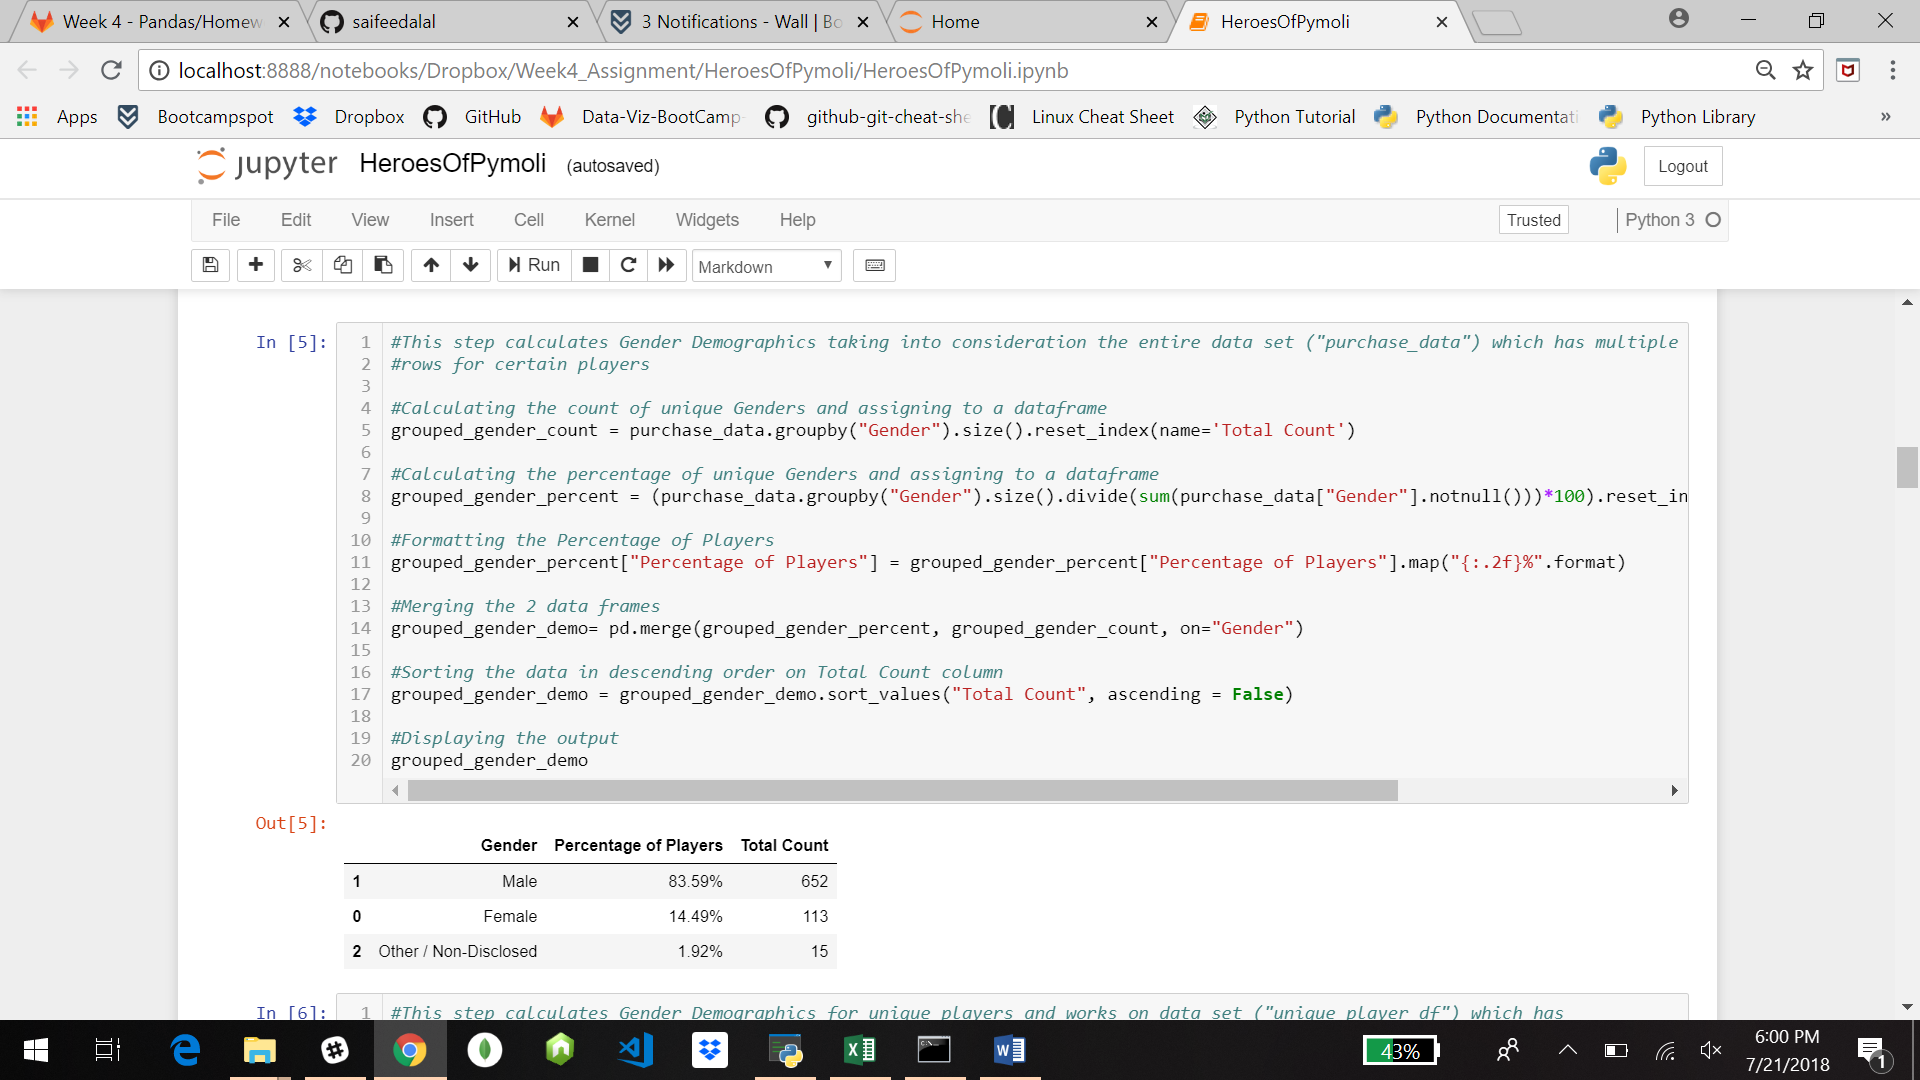 Week 4 - Pandas/Homew
saifeedalal
3 Notifications - Wall | Bo
Home
HeroesOfPymoli
localhost:8888/notebooks/Dropbox/Week4_Assignment/HeroesOfPymoli/HeroesOfPymoli.ipynb
Apps Bootcampspot Dropbox GitHub Data-Viz-BootCamp- github-git-cheat-she Linux Cheat Sheet Python Tutorial Python Documentati Python Library »
jupyter HeroesOfPymoli (autosaved) Logout
File Edit View Insert Cell Kernel Widgets Help Trusted Python 3
Run Markdown
In [5]:
1 #This step calculates Gender Demographics taking into consideration the entire data set ("purchase_data") which has multiple
2 #rows for certain players
3
4 #Calculating the count of unique Genders and assigning to a dataframe
5 grouped_gender_count = purchase_data.groupby("Gender").size().reset_index(name='Total Count')
6
7 #Calculating the percentage of unique Genders and assigning to a dataframe
8 grouped_gender_percent = (purchase_data.groupby("Gender").size().divide(sum(purchase_data["Gender"].notnull()))*100).reset_in
9
10 #Formatting the Percentage of Players
11 grouped_gender_percent["Percentage of Players"] = grouped_gender_percent["Percentage of Players"].map("{:.2f}%".format)
12
13 #Merging the 2 data frames
14 grouped_gender_demo= pd.merge(grouped_gender_percent, grouped_gender_count, on="Gender")
15
16 #Sorting the data in descending order on Total Count column
17 grouped_gender_demo = grouped_gender_demo.sort_values("Total Count", ascending = False)
18
19 #Displaying the output
20 grouped_gender_demo
Out[5]:
Gender Percentage of Players Total Count
1 Male 83.59% 652
0 Female 14.49% 113
2 Other / Non-Disclosed 1.92% 15
In [6]:
1 #This step calculates Gender Demographics for unique players and works on data set ("unique_player_df") which has
43%
6:00 PM
7/21/2018
1